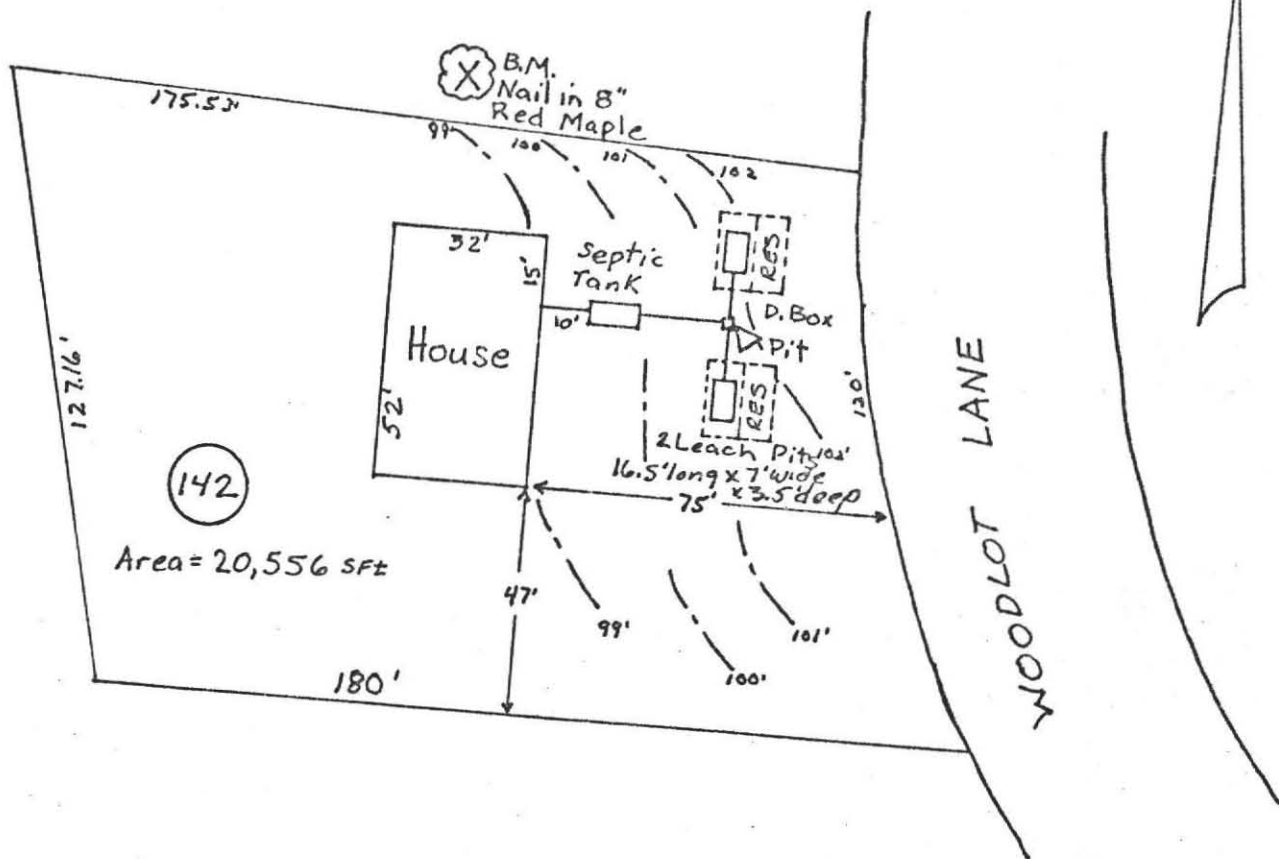 B.M.
Nail in 8"
Red Maple
175.53'
99'
100
101
102
32'
15'
Septic
Tank
RES
10'
D. Box
Pit
House
52'
127.16'
120'
WOODLOT LANE
RES
2 Leach Pits
102'
16.5' long x 7' wide
x 3.5' deep
75'
142
Area = 20,556 SF±
47'
99'
101'
100'
180'